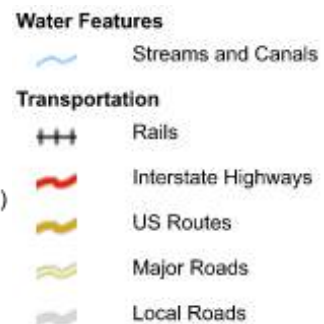 Water Features
Streams and Canals
Transportation
Rails
Interstate Highways
)
US Routes
Major Roads
Local Roads